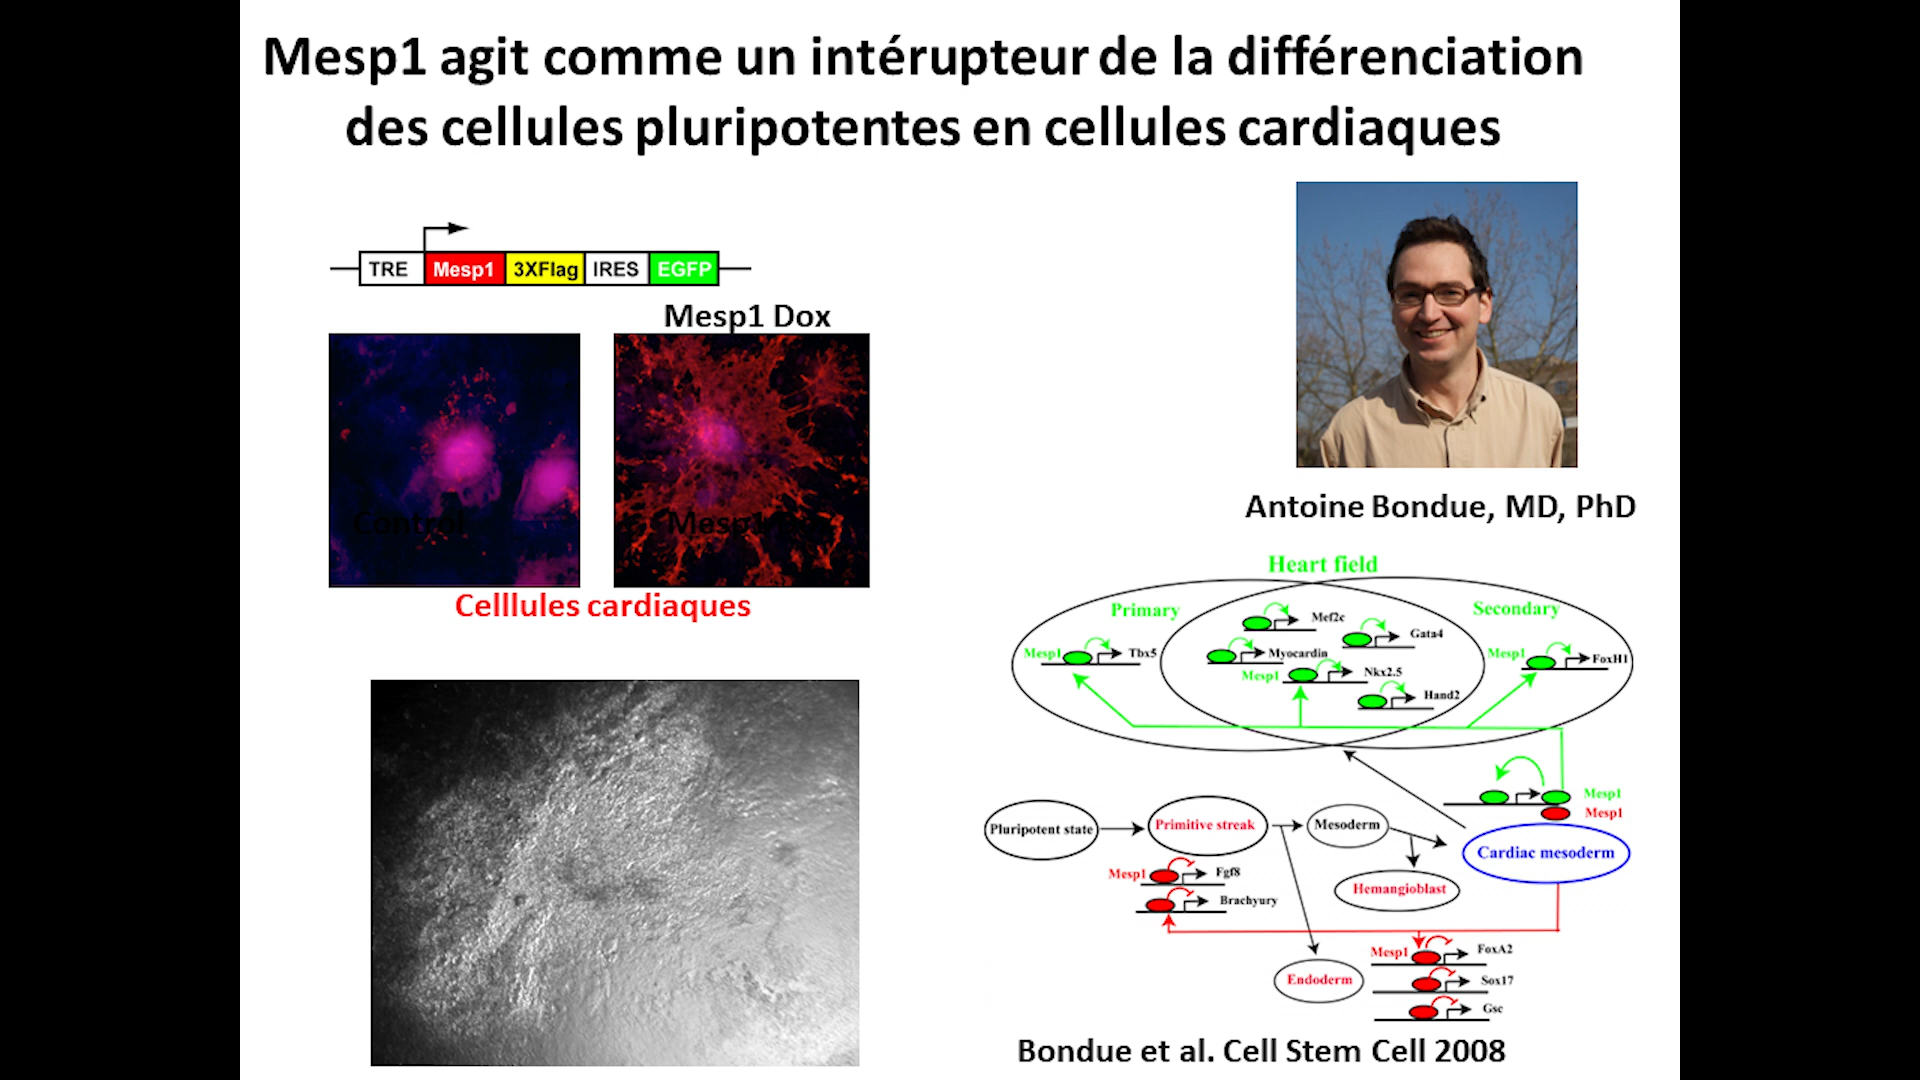 Mesp1 agit comme un intérupteur de la différenciation
des cellules pluripotentes en cellules cardiaques
TRE Mesp1 3XFlag IRES EGFP
Mesp1 Dox
Control
Mesp1
Celllules cardiaques
Antoine Bondue, MD, PhD
Heart field
Primary
Secondary
Mef2c
Gata4
Mesp1 Tbx5
Myocardin
Mesp1 FoxH1
Mesp1 Nkx2.5
Hand2
Mesp1
Mesp1
Pluripotent state
Primitive streak
Mesoderm
Cardiac mesoderm
Mesp1 Fgf8
Brachyury
Hemangioblast
Mesp1 FoxA2
Endoderm
Sox17
Gsc
Bondue et al. Cell Stem Cell 2008